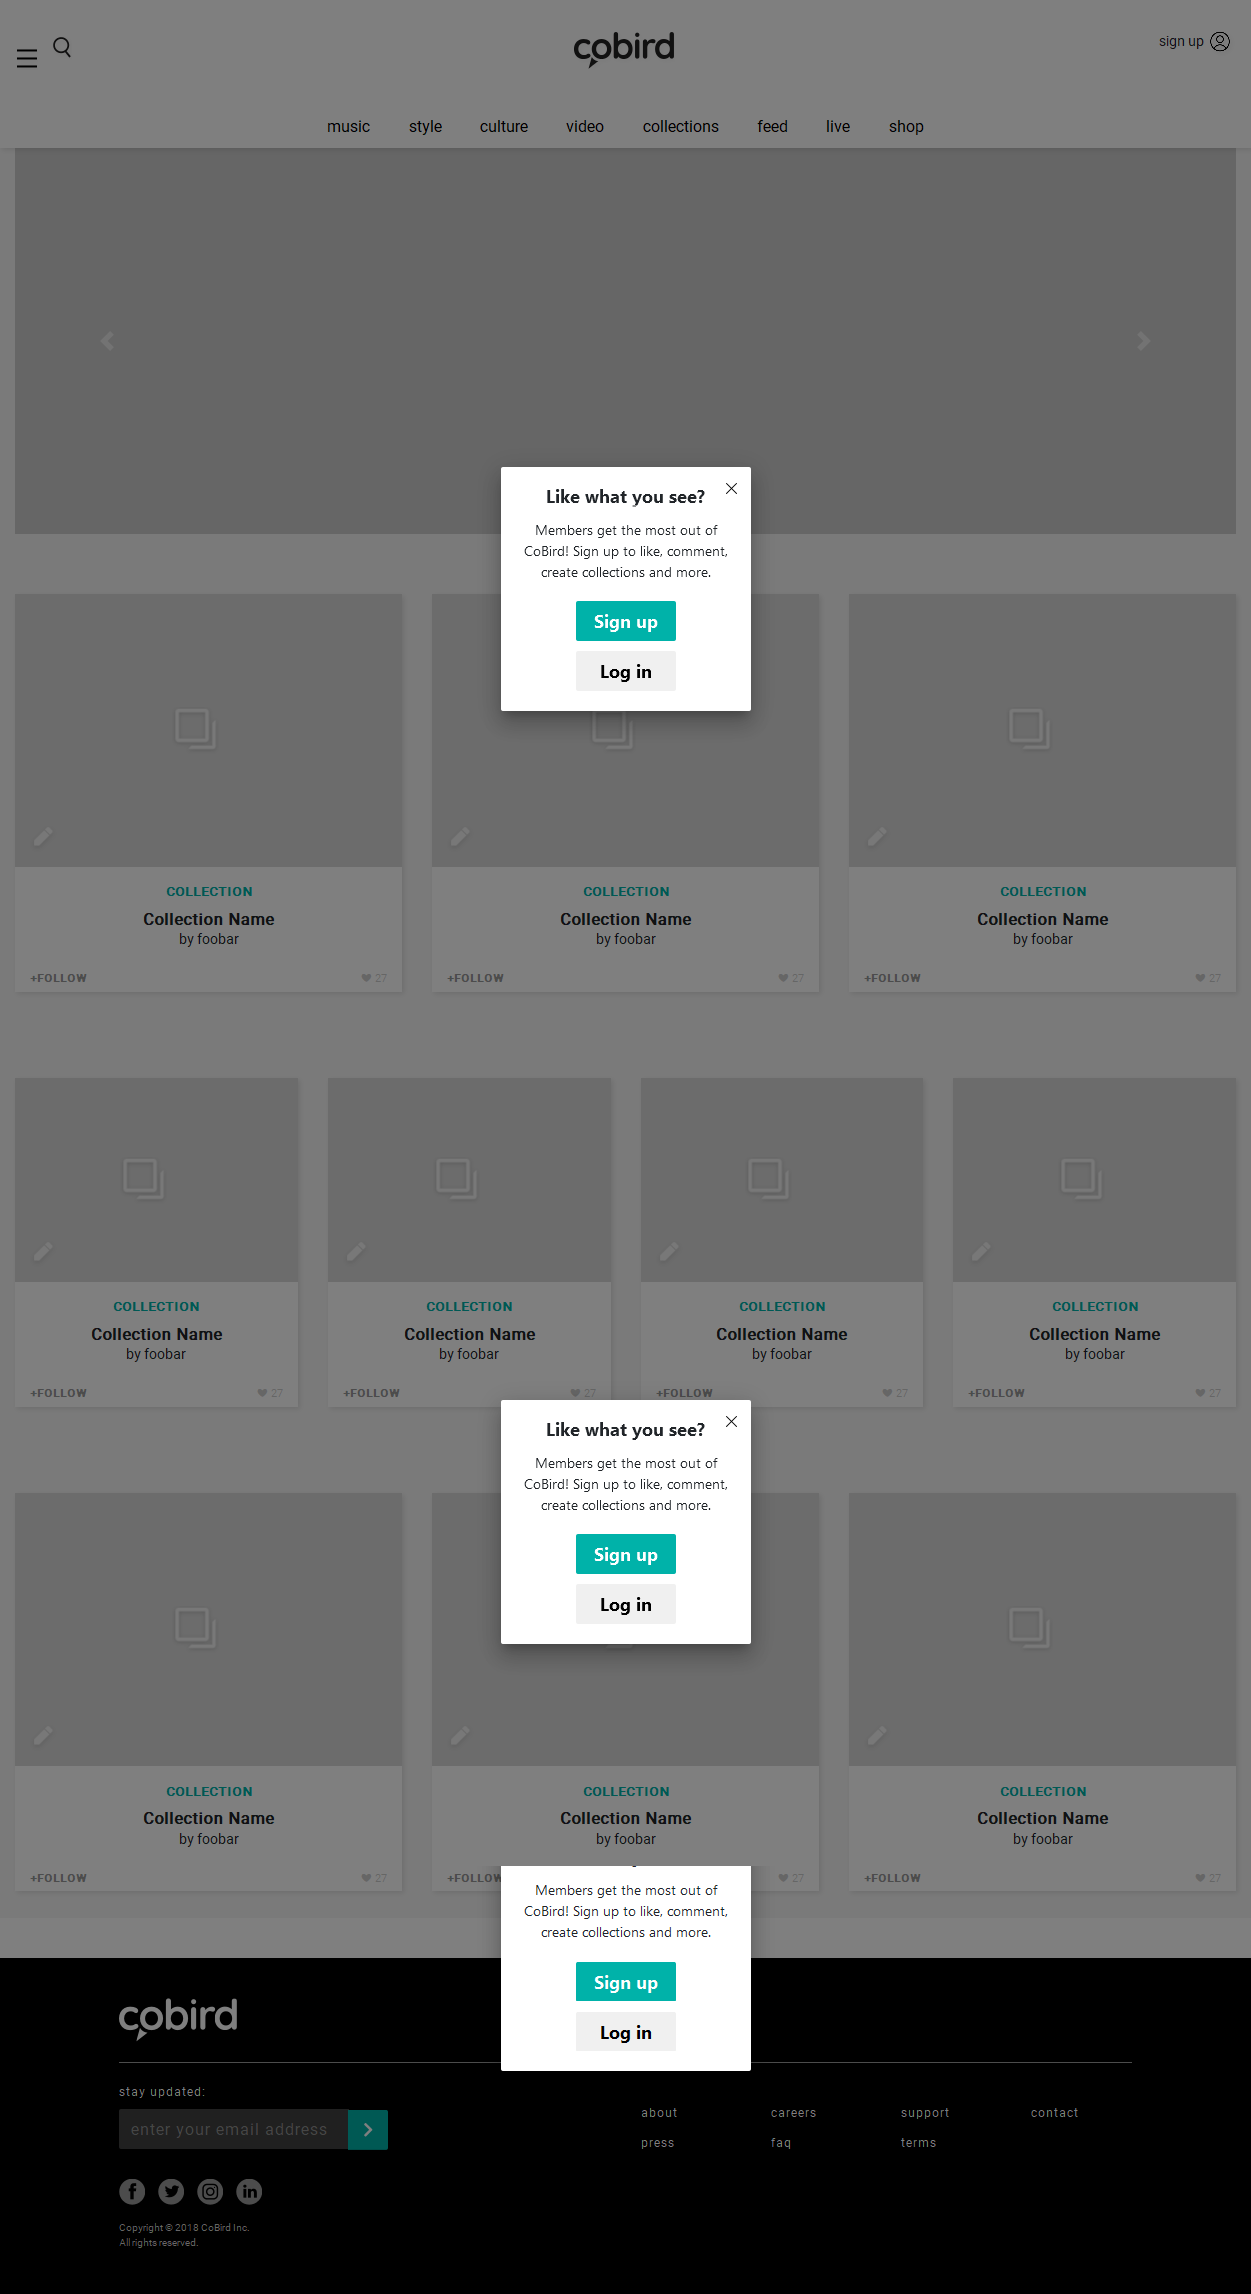 cobird
sign up
music style culture video collections feed live shop
Like what you see?
Members get the most out of
CoBird! Sign up to like, comment,
create collections and more.
Sign up
Log in
COLLECTION COLLECTION COLLECTION
Collection Name Collection Name Collection Name
by foobar by foobar by foobar
+FOLLOW 27 +FOLLOW 27 +FOLLOW 27
COLLECTION COLLECTION COLLECTION COLLECTION
Collection Name Collection Name Collection Name Collection Name
by foobar by foobar by foobar by foobar
+FOLLOW 27 +FOLLOW 27 +FOLLOW 27 +FOLLOW 27
Like what you see?
Members get the most out of
CoBird! Sign up to like, comment,
create collections and more.
Sign up
Log in
COLLECTION COLLECTION COLLECTION
Collection Name Collection Name Collection Name
by foobar by foobar by foobar
+FOLLOW 27 +FOLLOW 27 +FOLLOW 27
Members get the most out of
CoBird! Sign up to like, comment,
create collections and more.
Sign up
Log in
cobird
stay updated:
enter your email address
about careers support contact
press faq terms
Copyright © 2018 CoBird Inc.
All rights reserved.